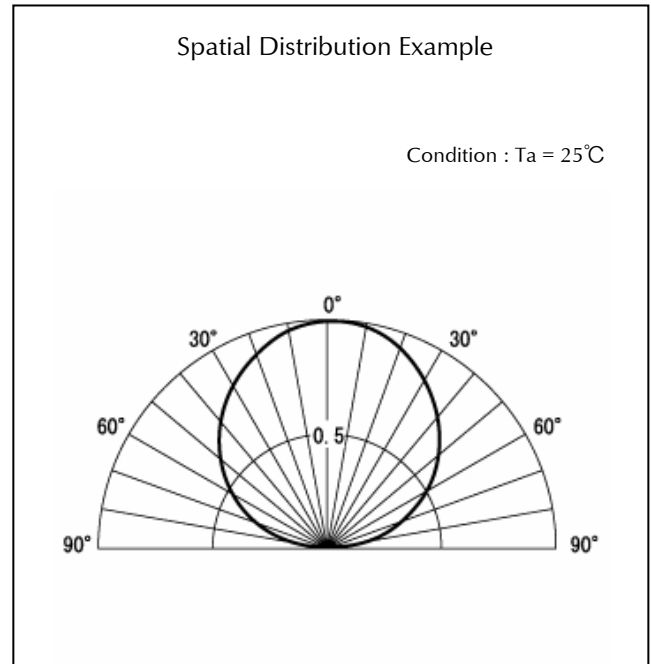 Spatial Distribution Example
Condition : Ta = 25℃
0°
30° 30°
60° 60°
0.5
90° 90°